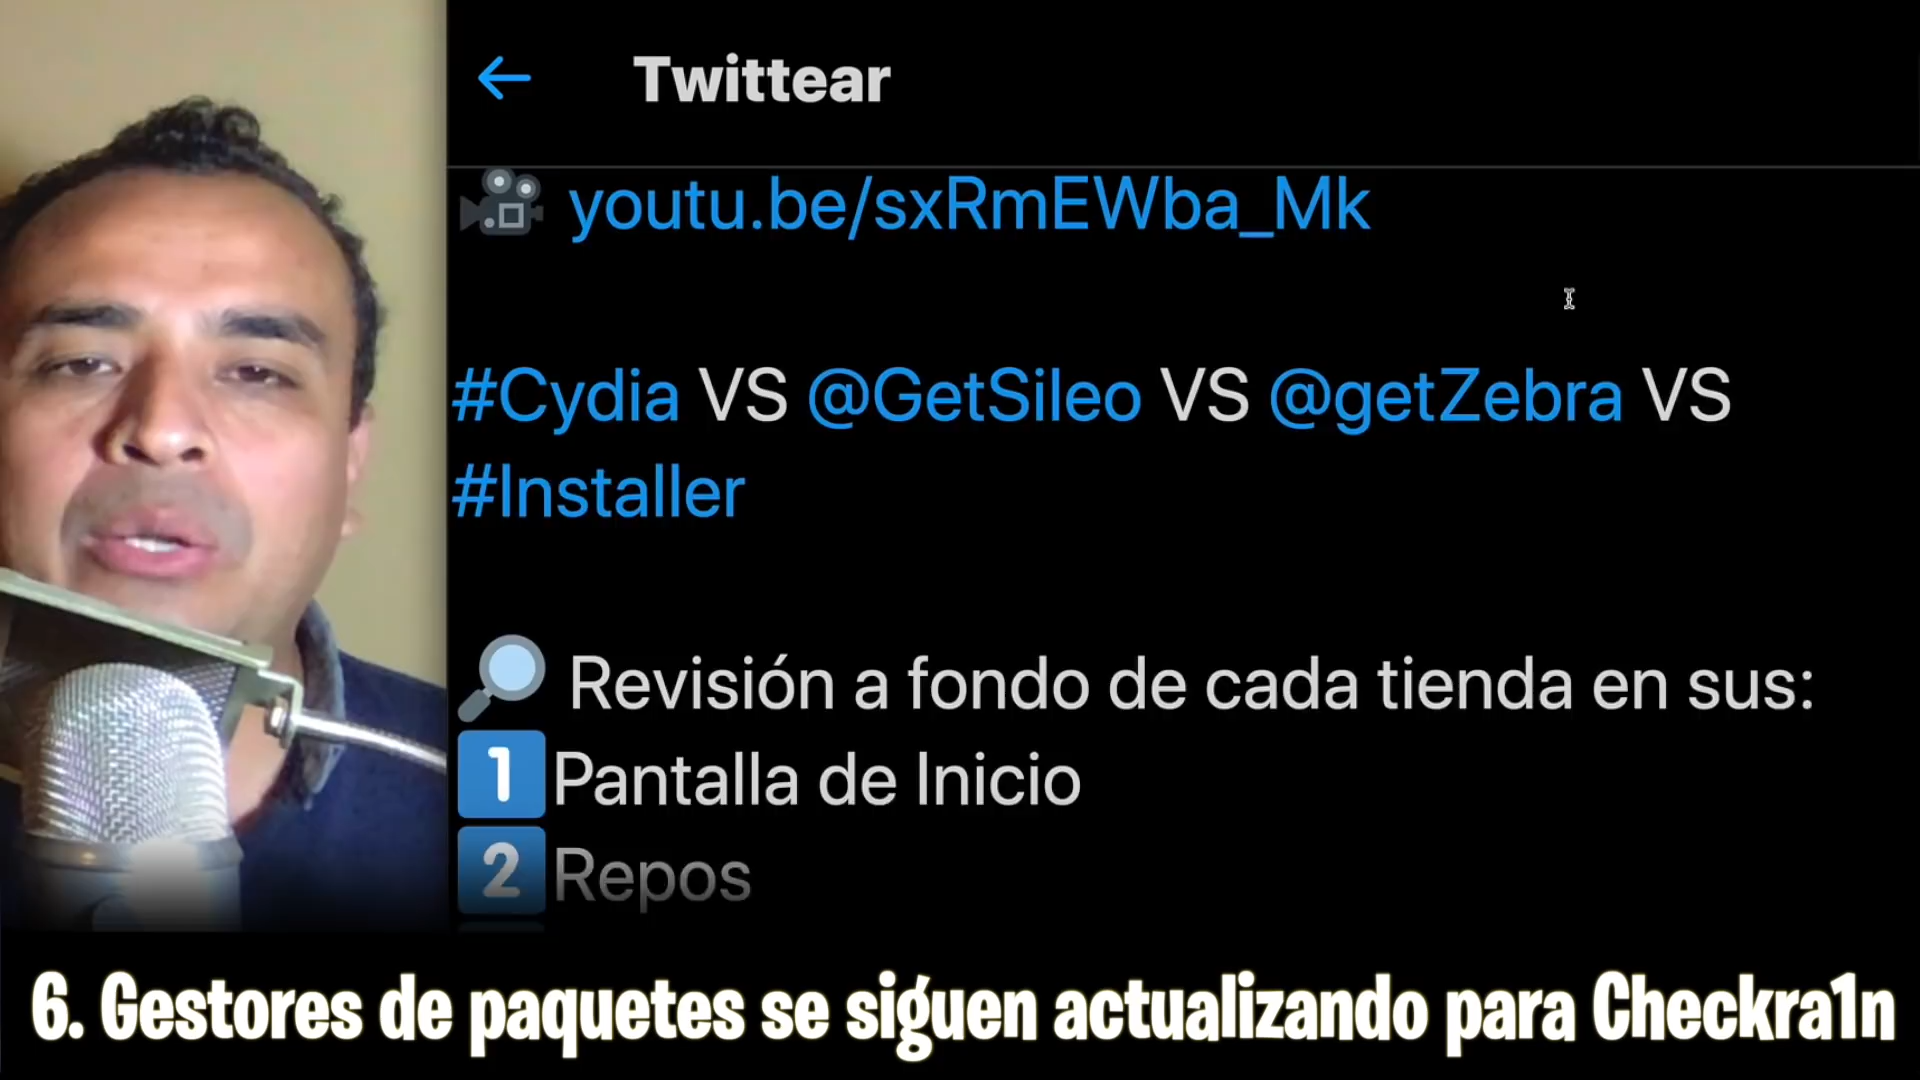 Twittear
youtu.be/sxRmEWba_Mk
#Cydia VS @GetSileo VS @getZebra VS
#Installer
Revisión a fondo de cada tienda en sus:
1 Pantalla de Inicio
2 Repos
6. Gestores de paquetes se siguen actualizando para Checkra1n